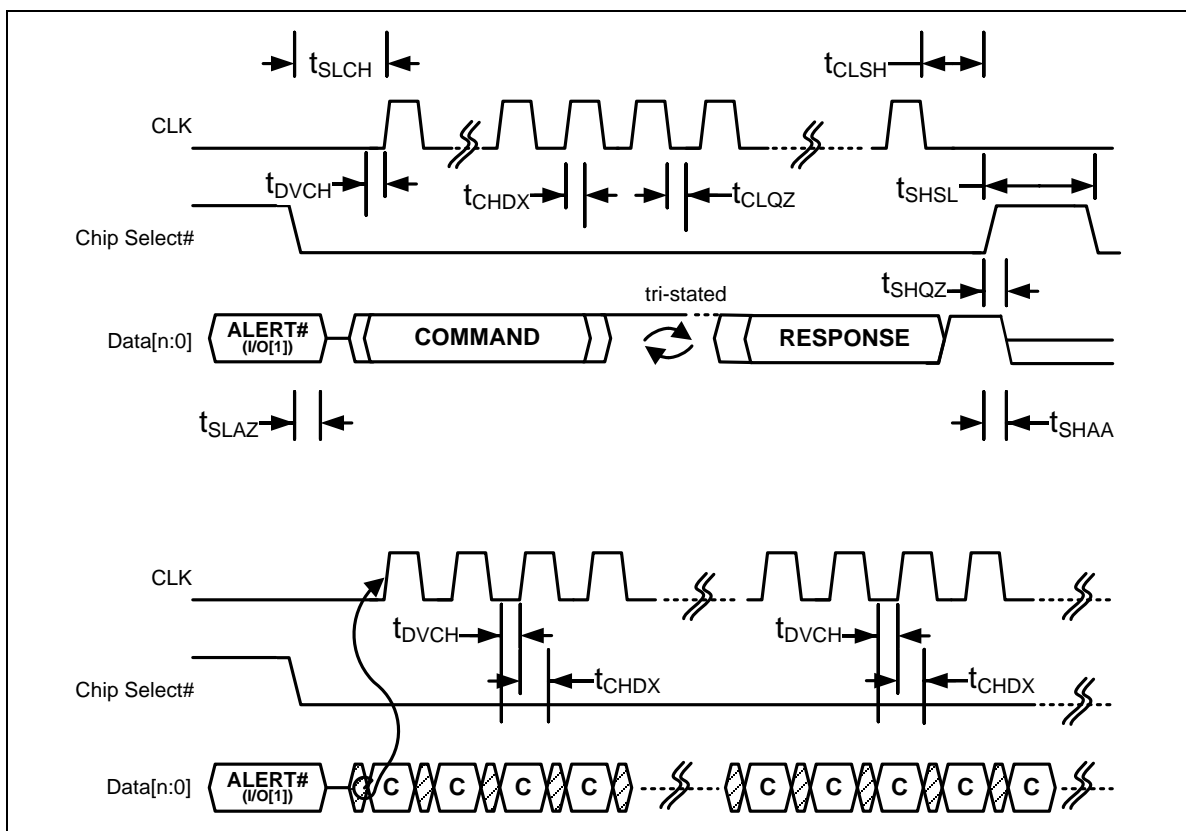 tSLCH
tCLSH
CLK
tDVCH
tCHDX
tCLQZ
tSHSL
Chip Select#
tSHQZ
tri-stated
Data[n:0]
ALERT#
(I/O[1])
COMMAND
RESPONSE
tSLAZ
tSHAA
CLK
tDVCH
tDVCH
tCHDX
tCHDX
Chip Select#
Data[n:0]
ALERT#
(I/O[1])
C C C C C C C C C